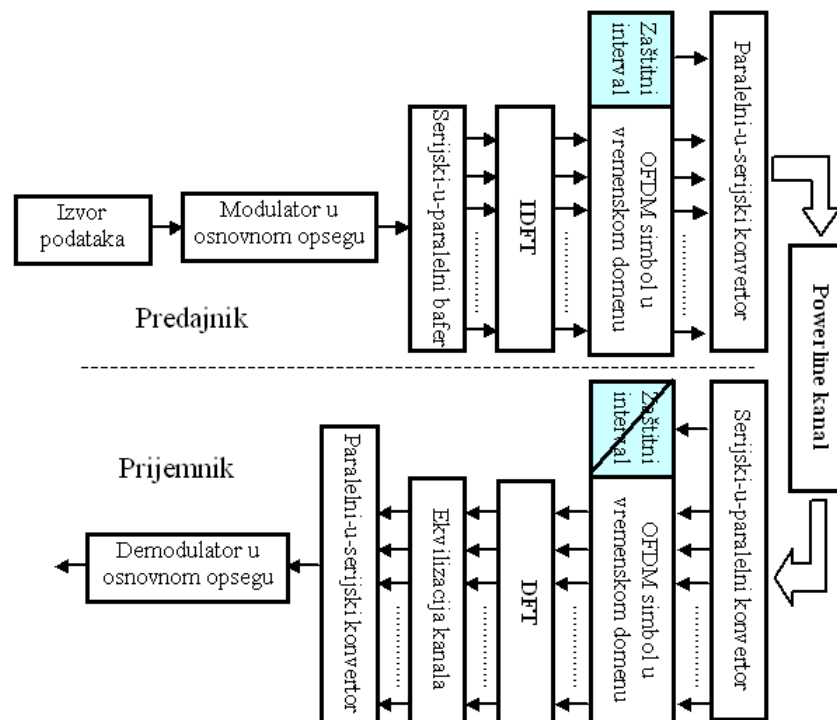 Izvor
podataka
Modulator u
osnovnom opsegu
Serijski-u-paralelni bafer
IDFT
Zaštitni
interval
OFDM simbol u
vremenskom domenu
Paralelni-u-serijski konvertor
Predajnik
Powerline kanal
Prijemnik
Serijski-u-paralelni konvertor
Zaštitni
interval
OFDM simbol u
vremenskom domenu
DFT
Ekvilizacija kanala
Paralelni-u-serijski konvertor
Demodulator u
osnovnom opsegu